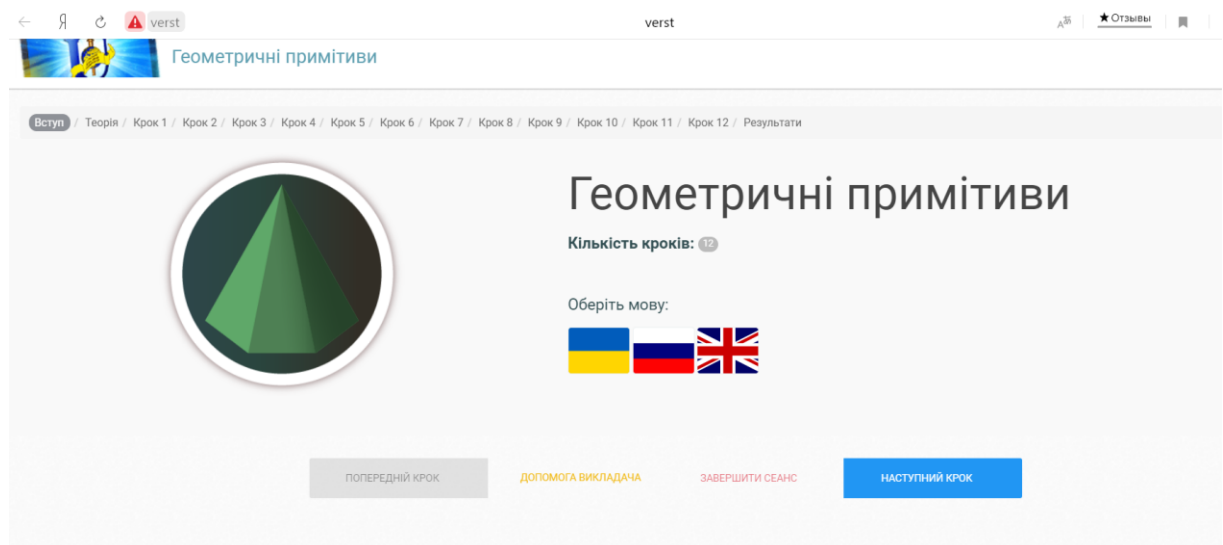 Я verst verst ★ Отзывы
Геометричні примітиви
Вступ / Теорія / Крок 1 / Крок 2 / Крок 3 / Крок 4 / Крок 5 / Крок 6 / Крок 7 / Крок 8 / Крок 9 / Крок 10 / Крок 11 / Крок 12 / Результати
Геометричні примітиви
Кількість кроків: 12
Оберіть мову:
ПОПЕРЕДНІЙ КРОК ДОПОМОГА ВИКЛАДАЧА ЗАВЕРШИТИ СЕАНС НАСТУПНИЙ КРОК